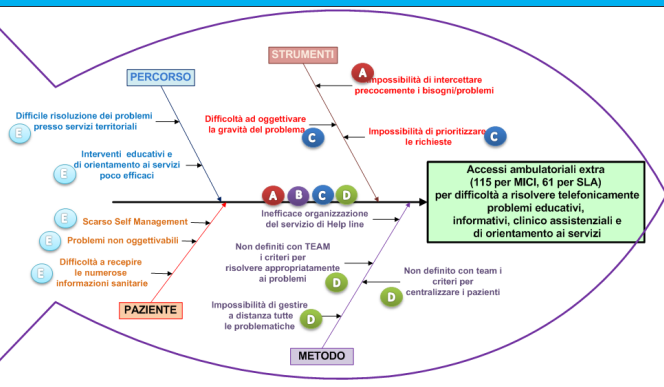 STRUMENTI
PERCORSO
A
Impossibilità di intercettare
precocemente i bisogni/problemi
Difficile risoluzione dei problemi
presso servizi territoriali
E
Difficoltà ad oggettivare
la gravità del problema
C
Impossibilità di prioritizzare
le richieste
C
Interventi educativi e
di orientamento ai servizi
poco efficaci
E
Accessi ambulatoriali extra
(115 per MICI, 61 per SLA)
per difficoltà a risolvere telefonicamente
problemi educativi,
informativi, clinico assistenziali e
di orientamento ai servizi
A B C D
Inefficace organizzazione
del servizio di Help line
E
Scarso Self Management
E
Problemi non oggettivabili
Non definiti con TEAM
i criteri per
risolvere appropriatamente
ai problemi
D
E
Difficoltà a recepire
le numerose
informazioni sanitarie
Non definito con team i
criteri per
centralizzare i pazienti
D
Impossibilità di gestire
a distanza tutte
le problematiche
D
PAZIENTE
METODO